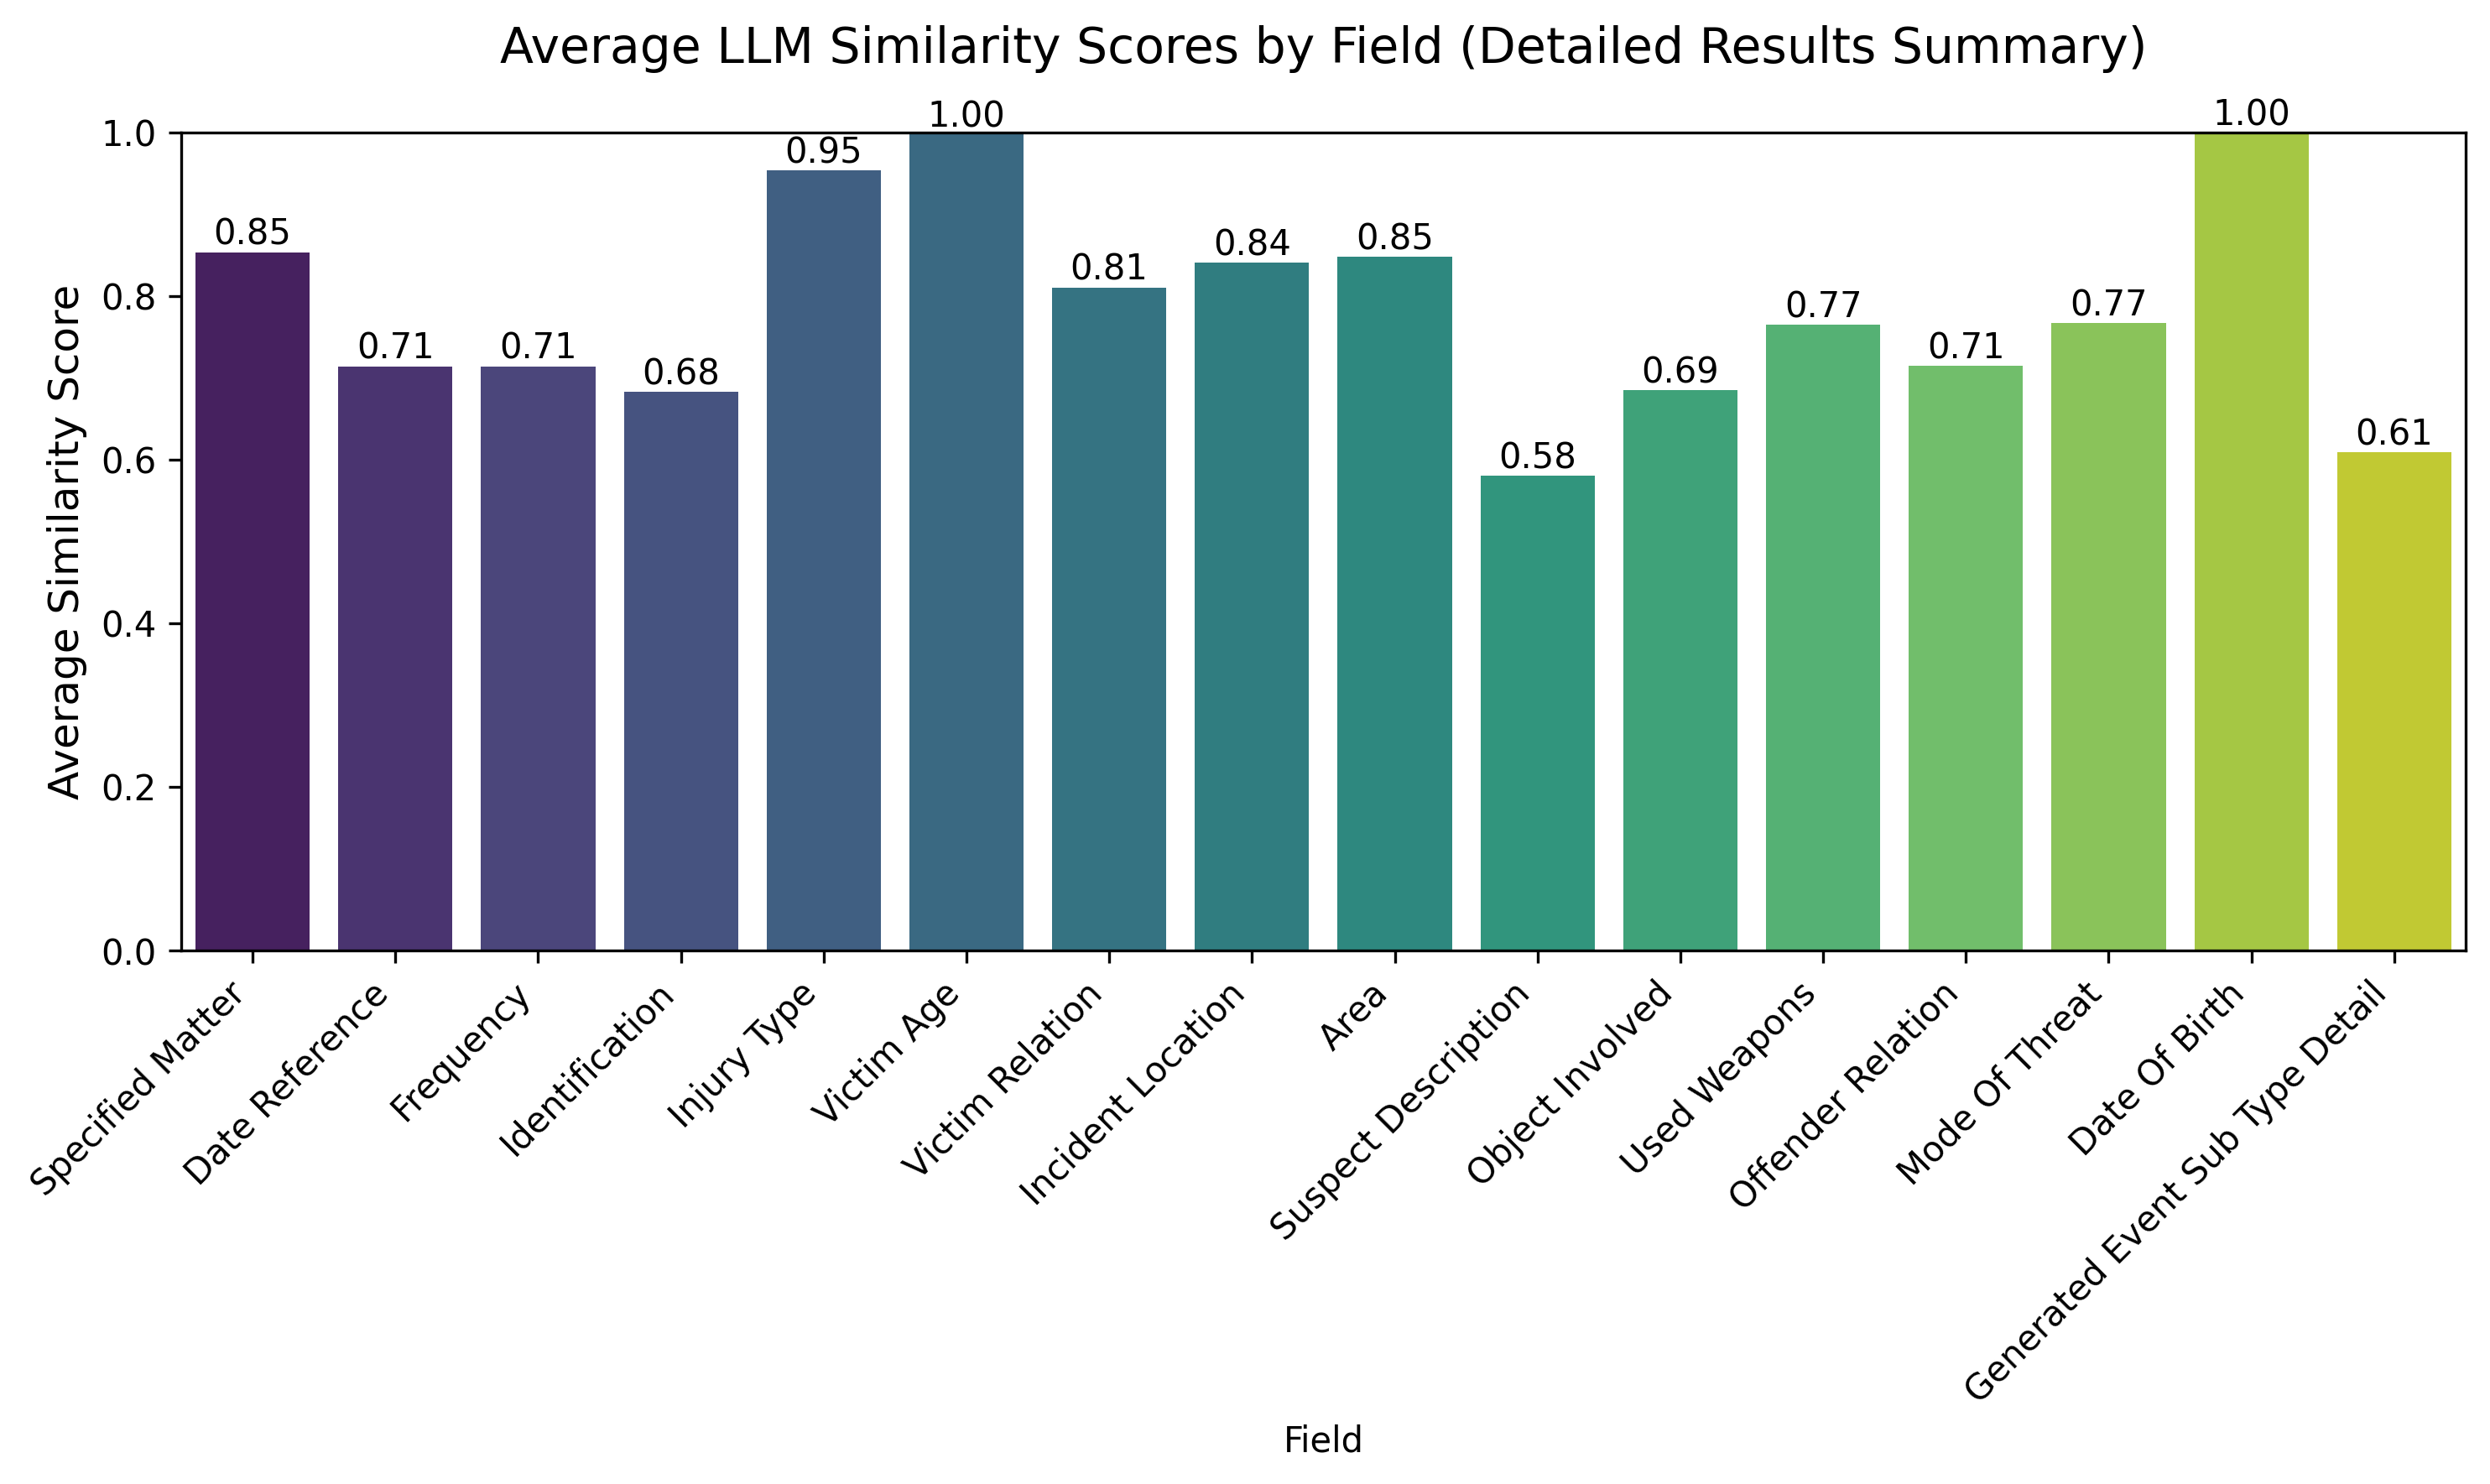 Average LLM Similarity Scores by Field (Detailed Results Summary)
Average Similarity Score
1.0
0.8
0.6
0.4
0.2
0.0
0.85
0.71
0.71
0.68
0.95
1.00
0.81
0.84
0.85
0.58
0.69
0.77
0.71
0.77
1.00
0.61
Specified Matter
Date Reference
Frequency
Identification
Injury Type
Victim Age
Victim Relation
Incident Location
Area
Suspect Description
Object Involved
Used Weapons
Offender Relation
Mode Of Threat
Date Of Birth
Generated Event Sub Type Detail
Field